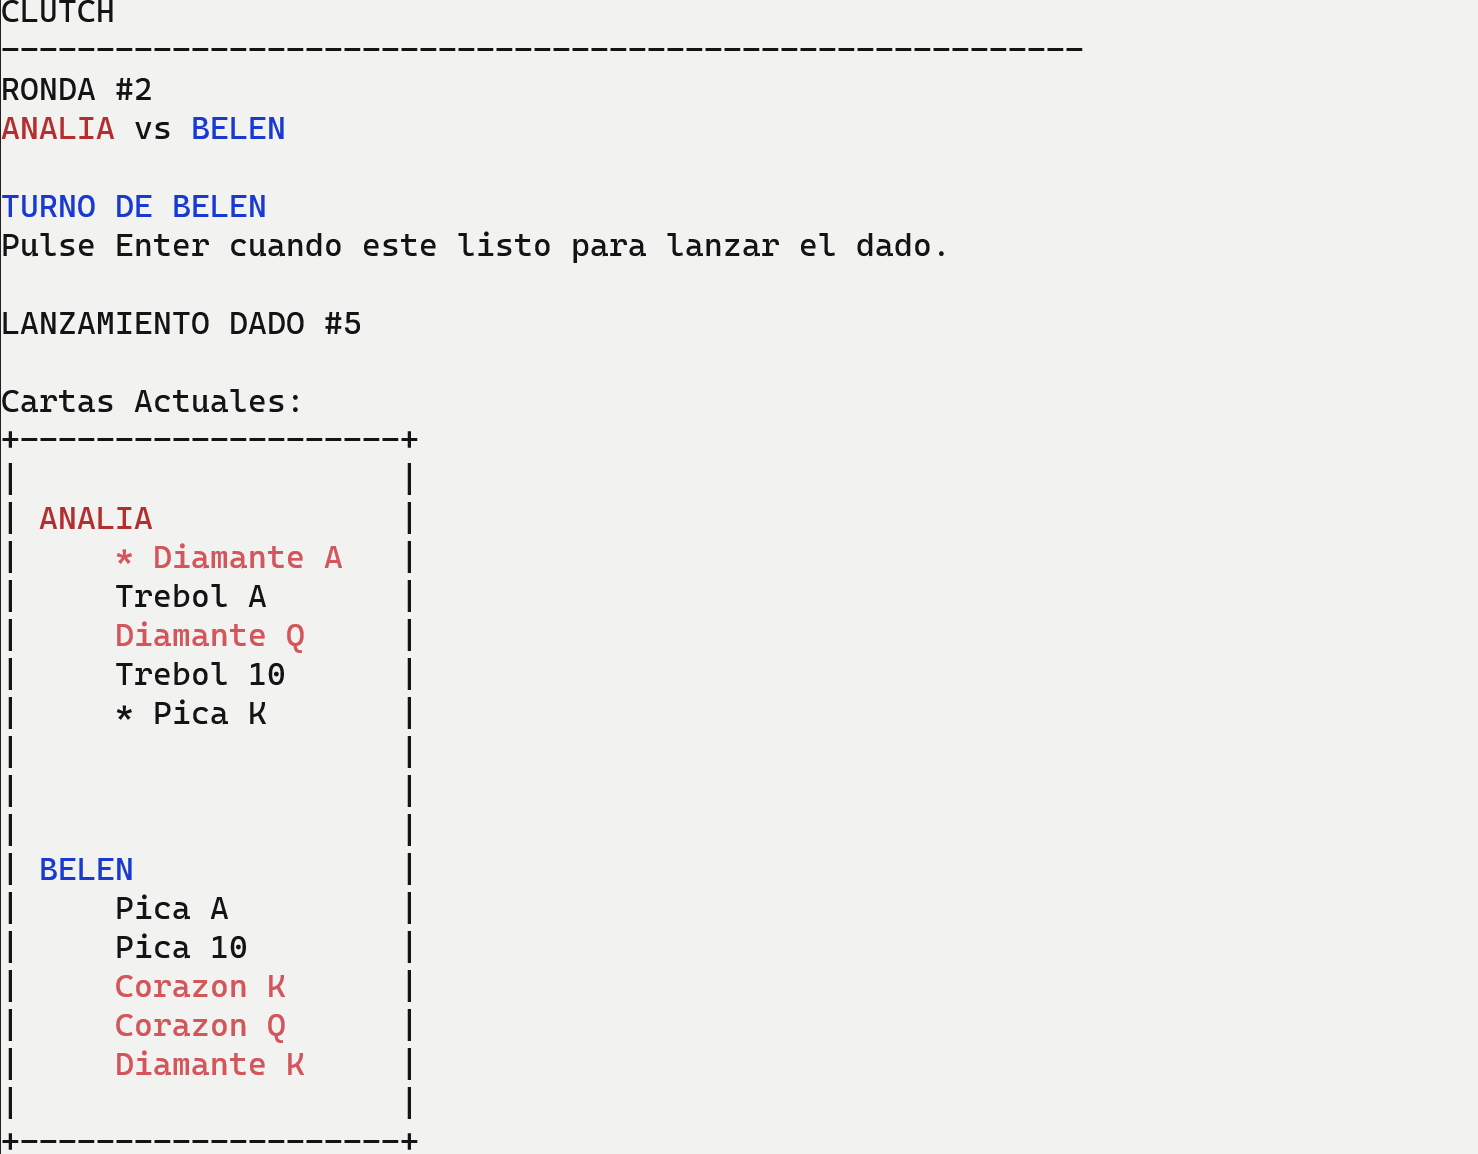 CLUTCH
---------------------------------------------------------
RONDA #2
ANALIA vs BELEN
TURNO DE BELEN
Pulse Enter cuando este listo para lanzar el dado.
LANZAMIENTO DADO #5
Cartas Actuales:
+--------------------+
|                    |
| ANALIA             |
|     * Diamante A   |
|     Trebol A       |
|     Diamante Q     |
|     Trebol 10      |
|     * Pica K       |
|                    |
|                    |
|                    |
| BELEN              |
|     Pica A         |
|     Pica 10        |
|     Corazon K      |
|     Corazon Q      |
|     Diamante K     |
|                    |
+--------------------+